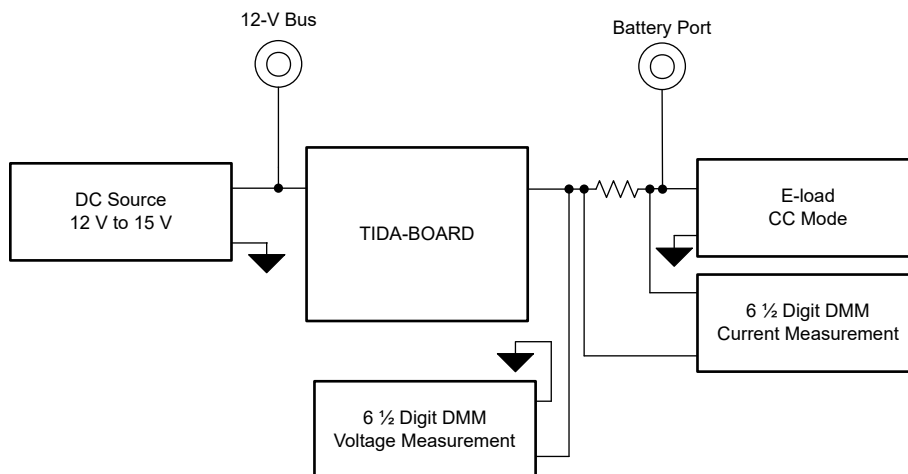 12-V Bus
Battery Port
DC Source
12 V to 15 V
TIDA-BOARD
E-load
CC Mode
6 ½ Digit DMM
Current Measurement
6 ½ Digit DMM
Voltage Measurement